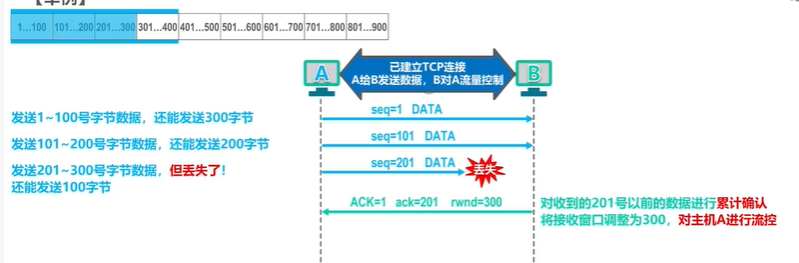 【举例】
1…100 101…200 201…300 301…400 401…500 501…600 601…700 701…800 801…900
已建立TCP连接
A给B发送数据，B对A流量控制
A
B
发送1~100号字节数据，还能发送300字节
seq=1 DATA
发送101~200号字节数据，还能发送200字节
seq=101 DATA
发送201~300号字节数据，但丢失了！
还能发送100字节
seq=201 DATA
丢失
ACK=1 ack=201 rwnd=300
对收到的201号以前的数据进行累计确认
将接收窗口调整为300，对主机A进行流控